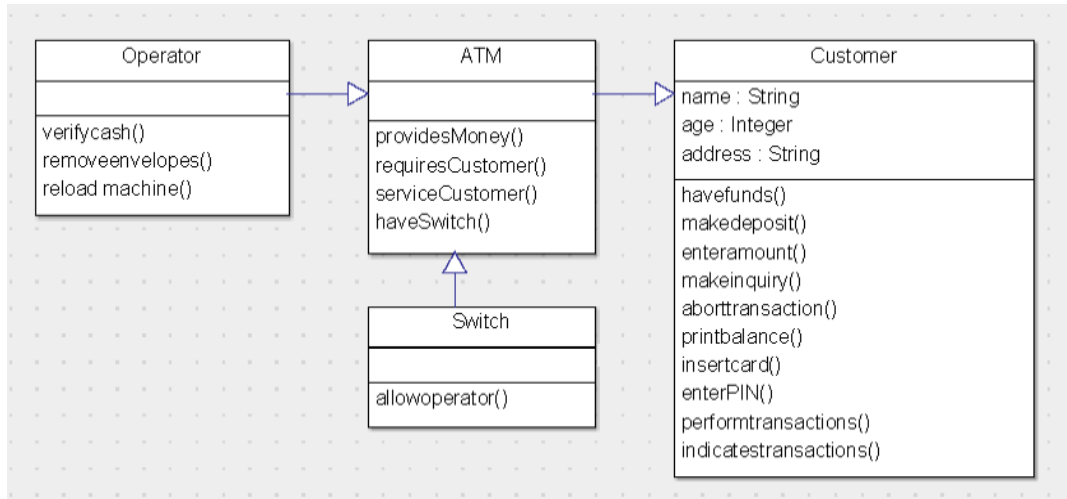 Operator
verifycash()
removeenvelopes()
reload machine()
ATM
providesMoney()
requiresCustomer()
serviceCustomer()
haveSwitch()
Switch
allowoperator()
Customer
name : String
age : Integer
address : String
havefunds()
makedeposit()
enteramount()
makeinquiry()
aborttransaction()
printbalance()
insertcard()
enterPIN()
performtransactions()
indicatestransactions()